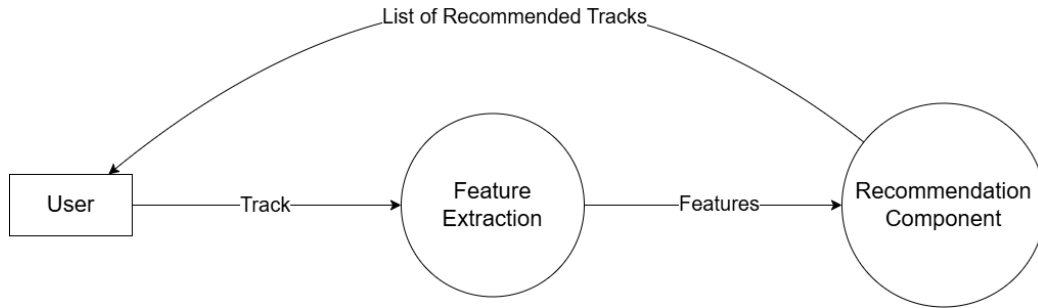 List of Recommended Tracks
User
Track
Feature
Extraction
Features
Recommendation
Component